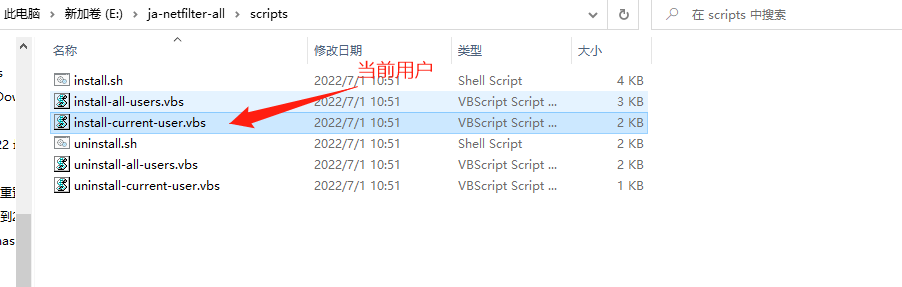 此电脑 > 新加卷 (E:) > ja-netfilter-all > scripts
在 scripts 中搜索
名称 修改日期 类型 大小
当前用户
install.sh 2022/7/1 10:51 Shell Script 4 KB
install-all-users.vbs 2022/7/1 10:51 VBScript Script ... 3 KB
install-current-user.vbs 2022/7/1 10:51 VBScript Script ... 2 KB
uninstall.sh 2022/7/1 10:51 Shell Script 2 KB
uninstall-all-users.vbs 2022/7/1 10:51 VBScript Script ... 2 KB
uninstall-current-user.vbs 2022/7/1 10:51 VBScript Script ... 1 KB